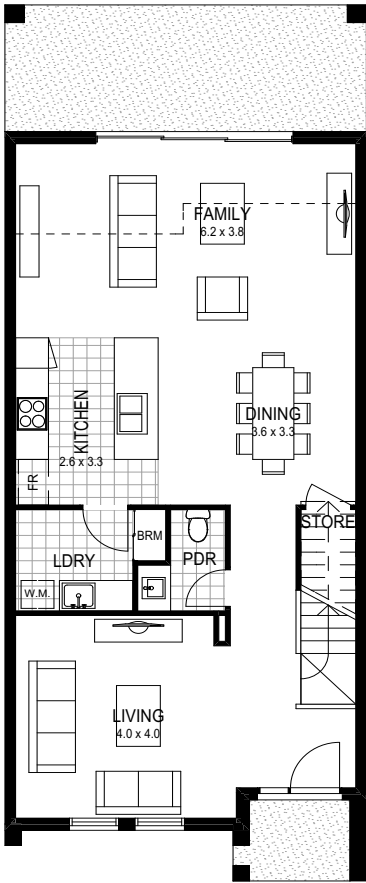 FAMILY
6.2 x 3.8
KITCHEN
2.6 x 3.3
DINING
3.6 x 3.3
FR
STORE
BRM
LDRY
PDR
W.M.
LIVING
4.0 x 4.0